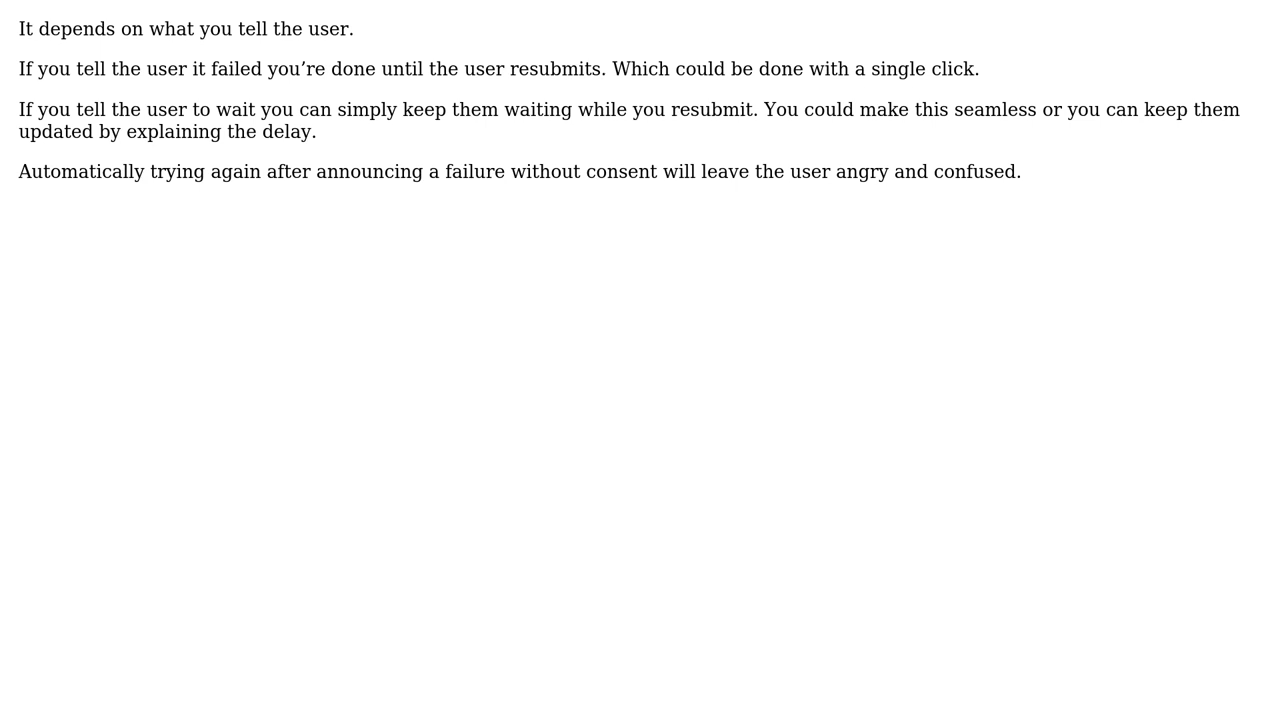 It depends on what you tell the user.
If you tell the user it failed you’re done until the user resubmits. Which could be done with a single click.
If you tell the user to wait you can simply keep them waiting while you resubmit. You could make this seamless or you can keep them
updated by explaining the delay.
Automatically trying again after announcing a failure without consent will leave the user angry and confused.